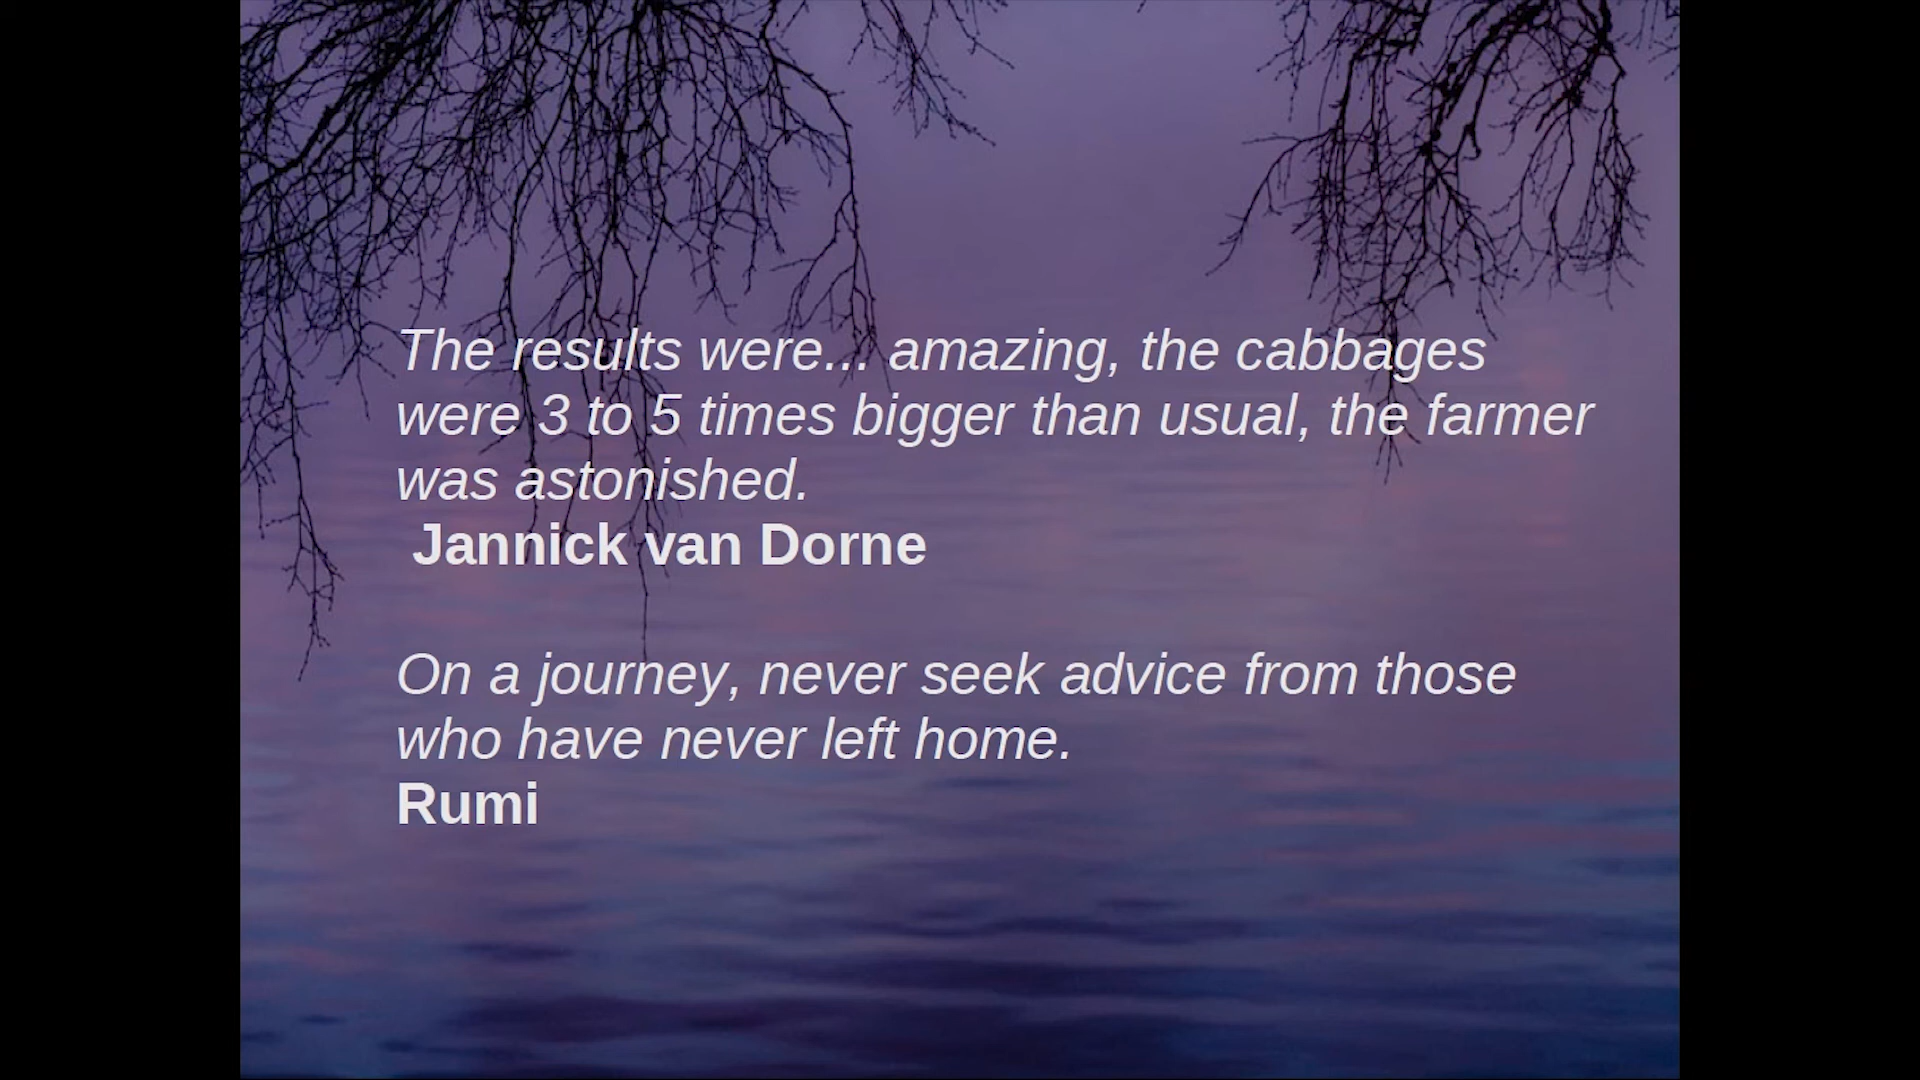 The results were... amazing, the cabbages
were 3 to 5 times bigger than usual, the farmer
was astonished.
Jannick van Dorne
On a journey, never seek advice from those
who have never left home.
Rumi